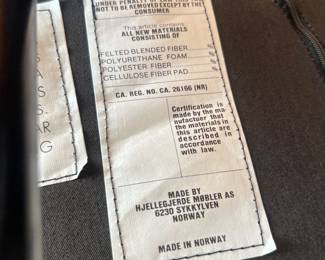 UNDER PENALTY OF LAW THIS
NOT TO BE REMOVED EXCEPT BY THE
CONSUMER
This article contains
ALL NEW MATERIALS
CONSISTING OF
FELTED BLENDED FIBER
POLYURETHANE FOAM
POLYESTER FIBER
CELLULOSE FIBER PAD
CA. REG. NO. CA. 26166 (NR)
Certification is
made by the ma-
nufactuer that
the materials in
this article are
described in
accordance
with law.
MADE BY
HJELLEGJERDE MØBLER AS
6230 SYKKYLVEN
NORWAY
MADE IN NORWAY
A
S
S.
AR
G